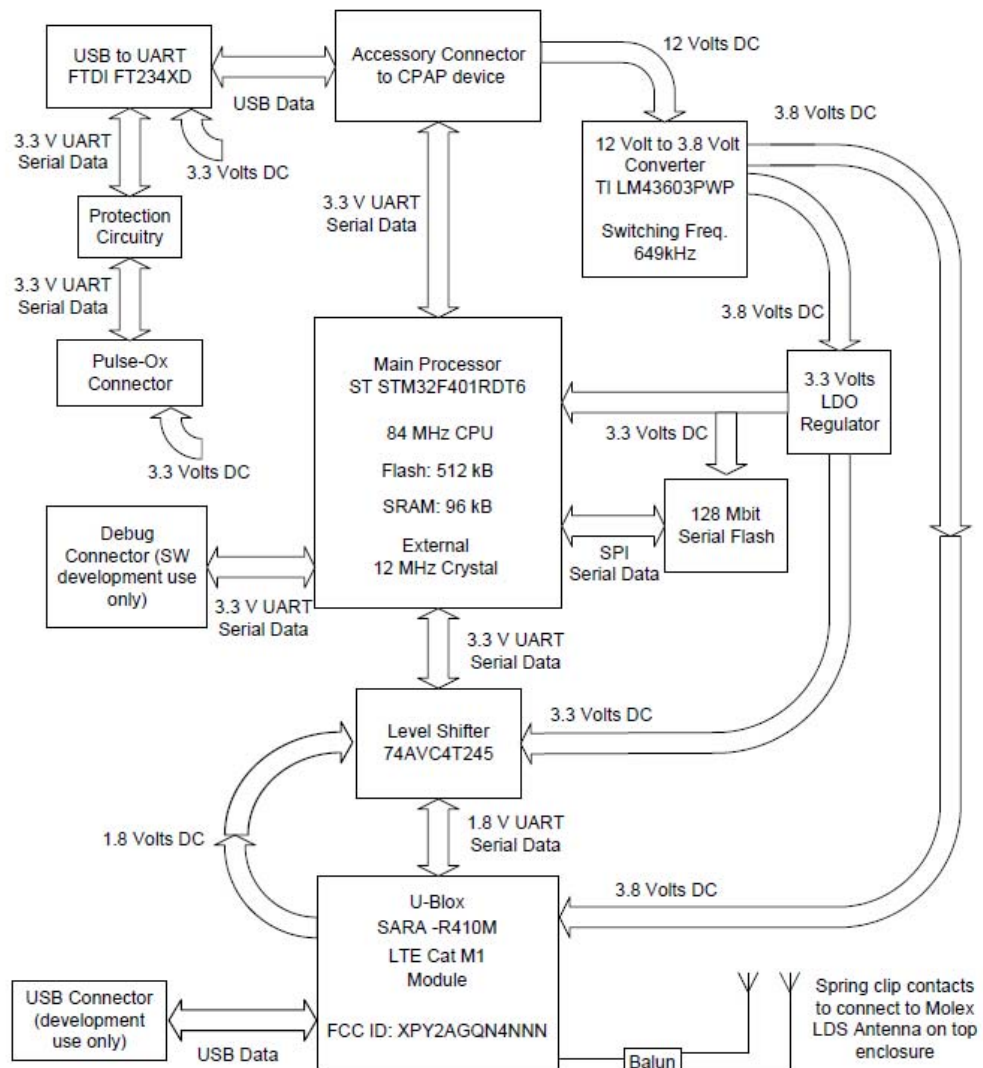 USB to UART
FTDI FT234XD
USB Data
Accessory Connector
to CPAP device
12 Volts DC
3.3 V UART
Serial Data
3.3 Volts DC
Protection
Circuitry
3.3 V UART
Serial Data
Pulse-Ox
Connector
3.3 Volts DC
3.3 V UART
Serial Data
12 Volt to 3.8 Volt
Converter
TI LM43603PWP
Switching Freq.
649kHz
3.8 Volts DC
3.8 Volts DC
Main Processor
ST STM32F401RDT6
84 MHz CPU
Flash: 512 kB
SRAM: 96 kB
External
12 MHz Crystal
3.3 Volts
LDO
Regulator
3.3 Volts DC
128 Mbit
Serial Flash
SPI
Serial Data
Debug
Connector (SW
development use
only)
3.3 V UART
Serial Data
3.3 V UART
Serial Data
Level Shifter
74AVC4T245
3.3 Volts DC
1.8 Volts DC
1.8 V UART
Serial Data
3.8 Volts DC
U-Blox
SARA -R410M
LTE Cat M1
Module
FCC ID: XPY2AGQN4NNN
USB Connector
(development
use only)
USB Data
Balun
Spring clip contacts
to connect to Molex
LDS Antenna on top
enclosure